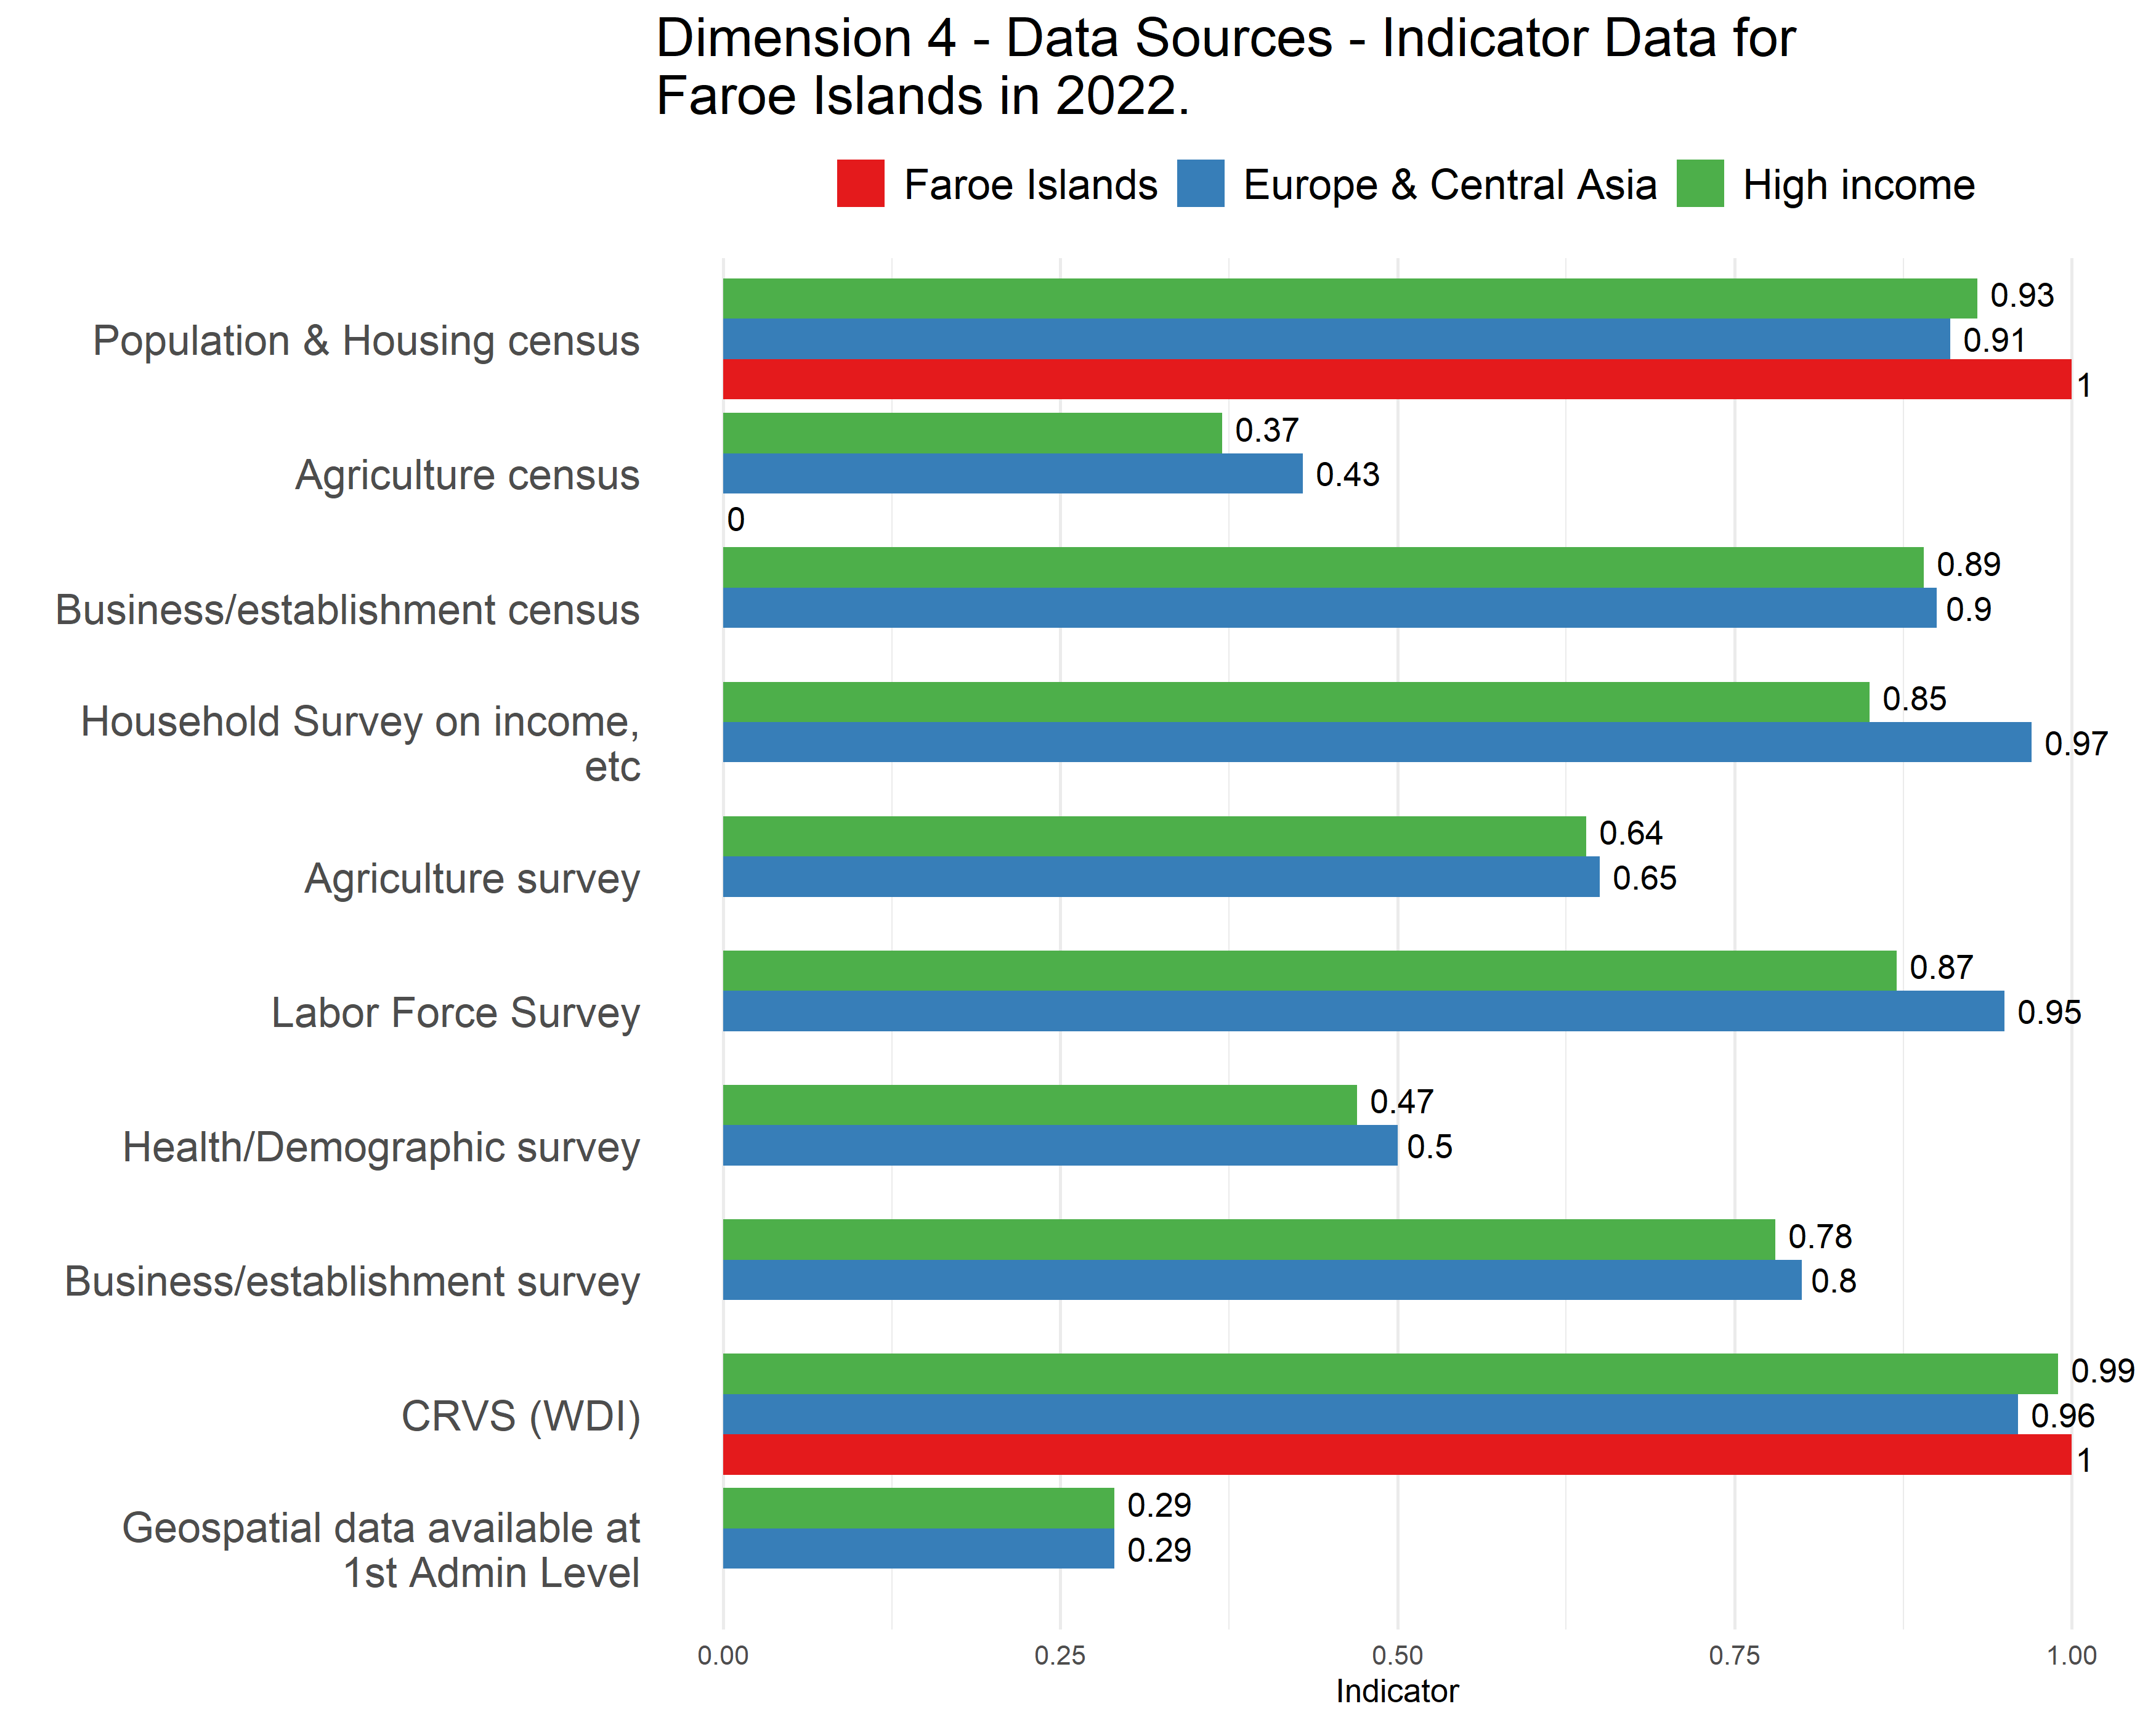 Dimension 4 - Data Sources - Indicator Data for
Faroe Islands in 2022.
Faroe Islands Europe & Central Asia High income
Population & Housing census
0.93
0.91
1
Agriculture census
0.37
0.43
0
Business/establishment census
0.89
0.9
Household Survey on income,
etc
0.85
0.97
Agriculture survey
0.64
0.65
Labor Force Survey
0.87
0.95
Health/Demographic survey
0.47
0.5
Business/establishment survey
0.78
0.8
CRVS (WDI)
0.99
0.96
1
Geospatial data available at
1st Admin Level
0.29
0.29
0.00 0.25 0.50 0.75 1.00
Indicator